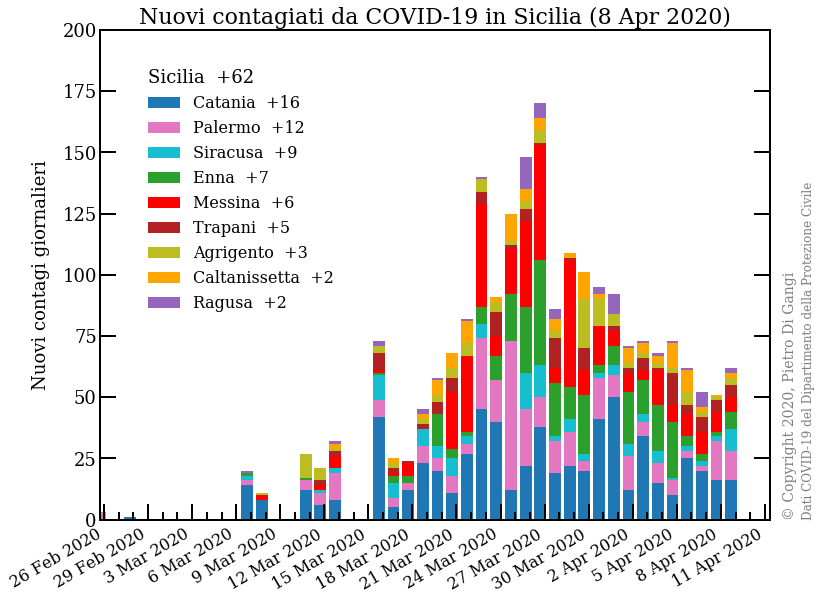 Nuovi contagiati da COVID-19 in Sicilia (8 Apr 2020)
200
175
150
125
100
75
50
25
0
Nuovi contagi giornalieri
Sicilia +62
Catania +16
Palermo +12
Siracusa +9
Enna +7
Messina +6
Trapani +5
Agrigento +3
Caltanissetta +2
Ragusa +2
26 Feb 2020
29 Feb 2020
3 Mar 2020
6 Mar 2020
9 Mar 2020
12 Mar 2020
15 Mar 2020
18 Mar 2020
21 Mar 2020
24 Mar 2020
27 Mar 2020
30 Mar 2020
2 Apr 2020
5 Apr 2020
8 Apr 2020
11 Apr 2020
© Copyright 2020, Pietro Di Gangi
Dati COVID-19 del Dipartimento della Protezione Civile